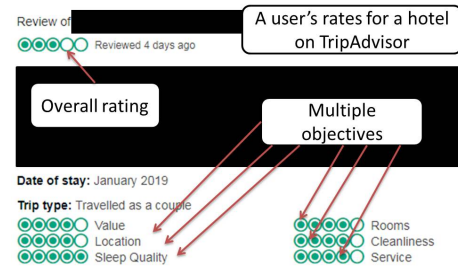 Review of
A user's rates for a hotel
on TripAdvisor
Reviewed 4 days ago
Overall rating
Multiple
objectives
Date of stay: January 2019
Trip type: Travelled as a couple
Value
Rooms
Location
Cleanliness
Sleep Quality
Service